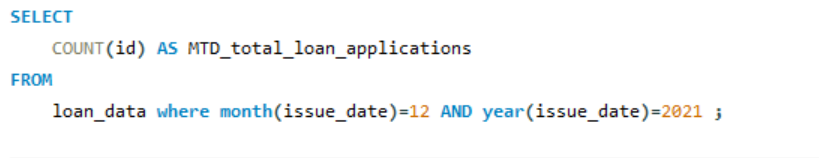 SELECT
COUNT(id) AS MTD_total_loan_applications
FROM
loan_data where month(issue_date)=12 AND year(issue_date)=2021 ;